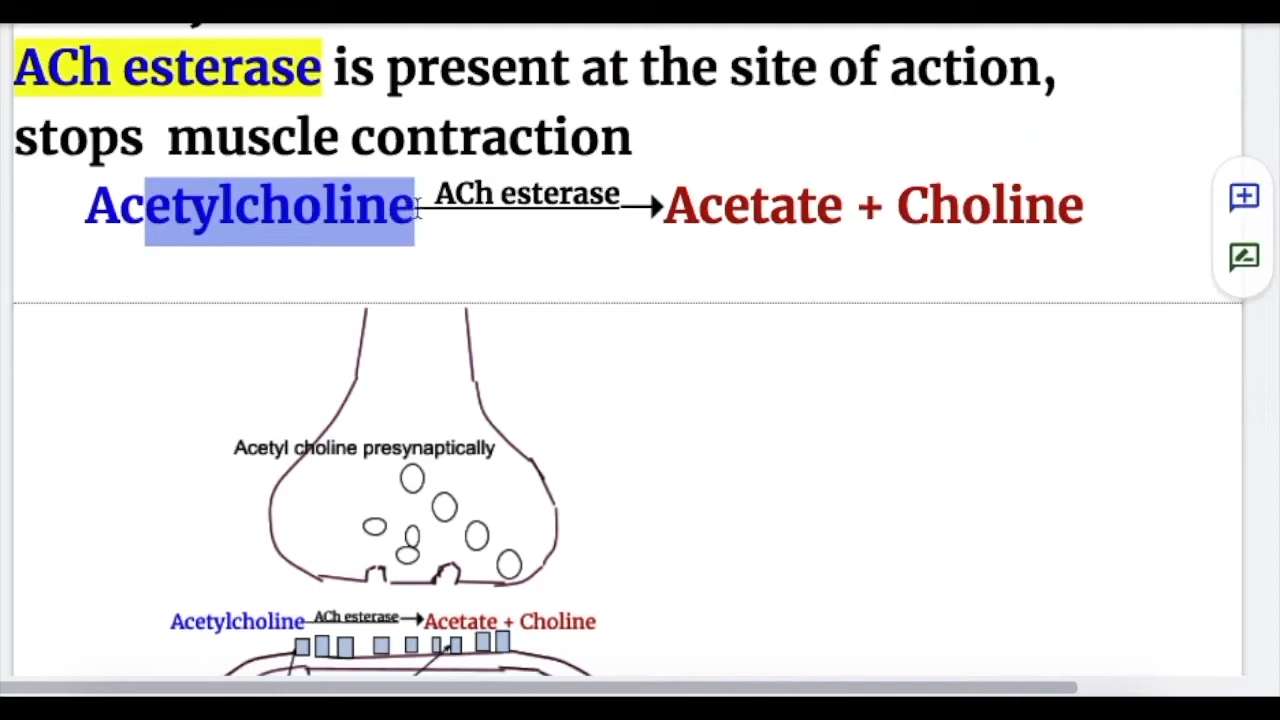 ACh esterase is present at the site of action,
stops muscle contraction
Acetylcholine ACh esterase Acetate + Choline
Acetyl choline presynaptically
Acetylcholine ACh esterase Acetate + Choline